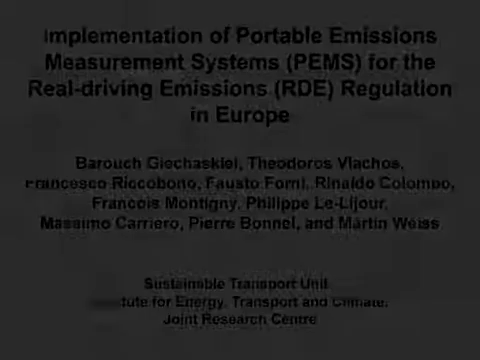 Implementation of Portable Emissions
Measurement Systems (PEMS) for the
Real-driving Emissions (RDE) Regulation
in Europe
Barouch Giechaskiel, Theodoros Vlachos,
Francesco Riccobono, Fausto Forni, Rinaldo Colombo,
Francois Montigny, Philippe Le-Lijour,
Massimo Carriero, Pierre Bonnel, and Martin Weiss
Sustainable Transport Unit
for Energy, Transport and Climate,
Joint Research Centre